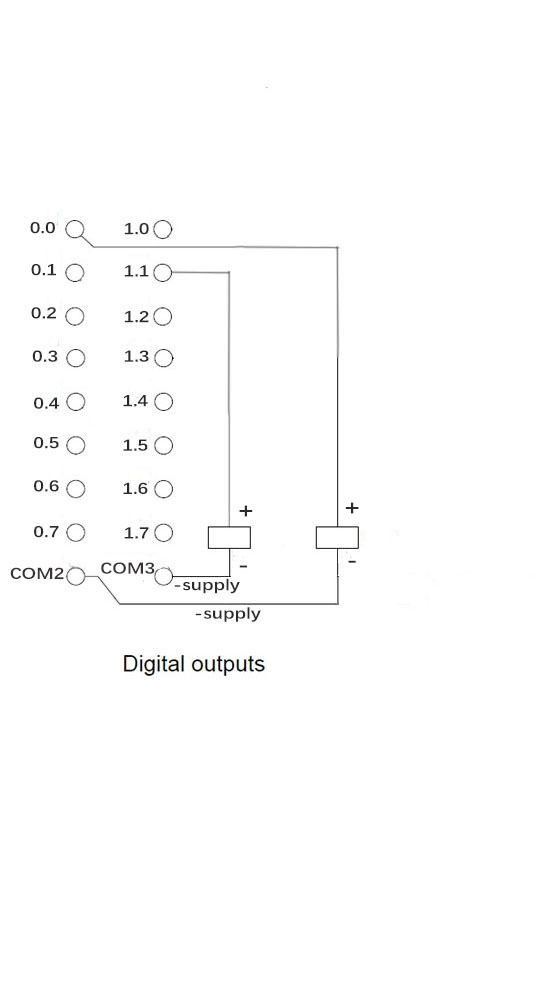 0.0 1.0
0.1 1.1
0.2 1.2
0.3 1.3
0.4 1.4
0.5 1.5
0.6 1.6
+ +
0.7 1.7
- -
COM2 COM3
-supply
-supply
Digital outputs